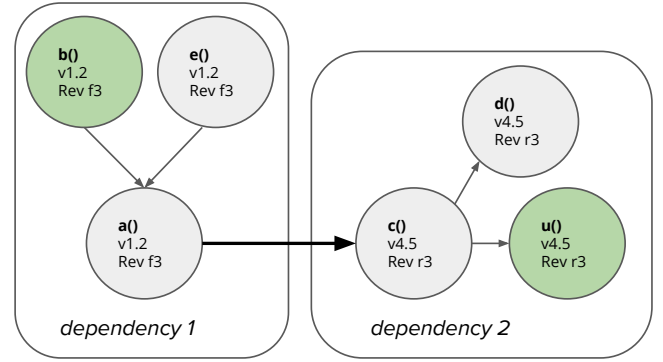 b()
v1.2
Rev f3
e()
v1.2
Rev f3
a()
v1.2
Rev f3
dependency 1
d()
v4.5
Rev r3
c()
v4.5
Rev r3
u()
v4.5
Rev r3
dependency 2